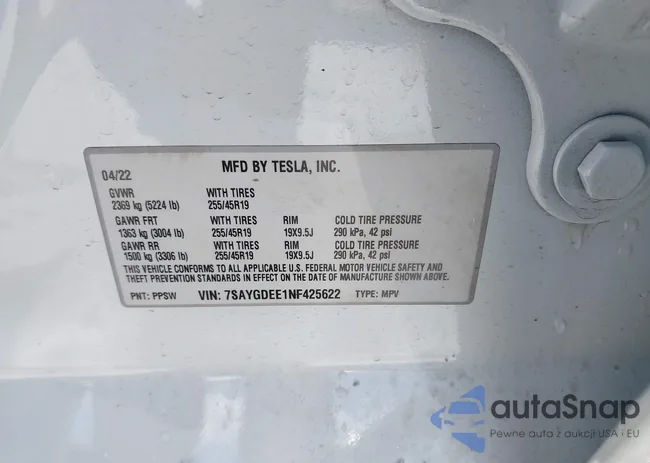 MFD BY TESLA, INC.
04/22
GVWR WITH TIRES
2369 kg (5224 lb) 255/45R19
GAWR FRT WITH TIRES RIM COLD TIRE PRESSURE
1363 kg (3004 lb) 255/45R19 19X9.5J 290 kPa, 42 psi
GAWR RR WITH TIRES RIM COLD TIRE PRESSURE
1500 kg (3306 lb) 255/45R19 19X9.5J 290 kPa, 42 psi
THIS VEHICLE CONFORMS TO ALL APPLICABLE U.S. FEDERAL MOTOR VEHICLE SAFETY AND
THEFT PREVENTION STANDARDS IN EFFECT ON THE DATE OF MANUFACTURE SHOWN ABOVE.
PNT: PPSW VIN: 7SAYGDEE1NF425622 TYPE: MPV
autaSnap
Pewne auta z aukcji USA · EU